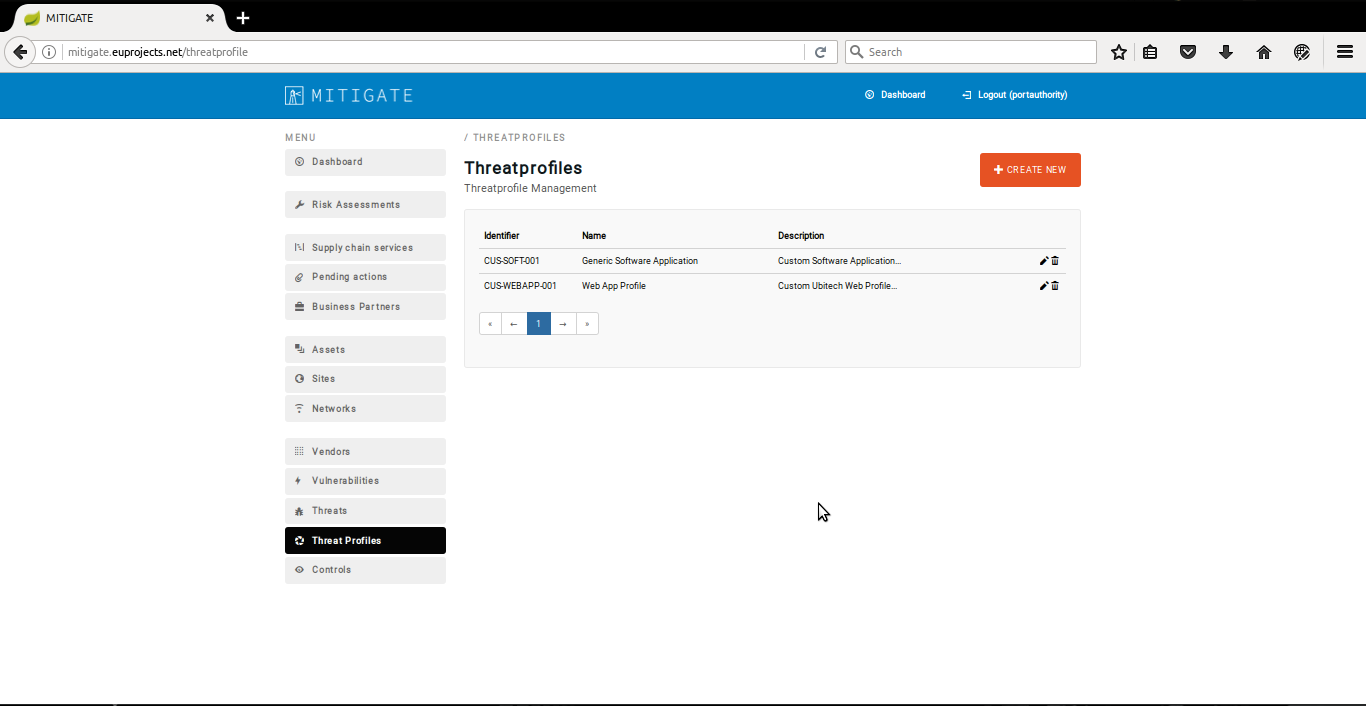 MITIGATE
mitigate.euprojects.net/threatprofile
Search
MITIGATE
Dashboard
Logout (portauthority)
MENU
Dashboard
Risk Assessments
Supply chain services
Pending actions
Business Partners
Assets
Sites
Networks
Vendors
Vulnerabilities
Threats
Threat Profiles
Controls
/ THREATPROFILES
Threatprofiles
Threatprofile Management
+ CREATE NEW
Identifier Name Description
CUS-SOFT-001 Generic Software Application Custom Software Application...
CUS-WEBAPP-001 Web App Profile Custom Ubitech Web Profile...
« ← 1 → »